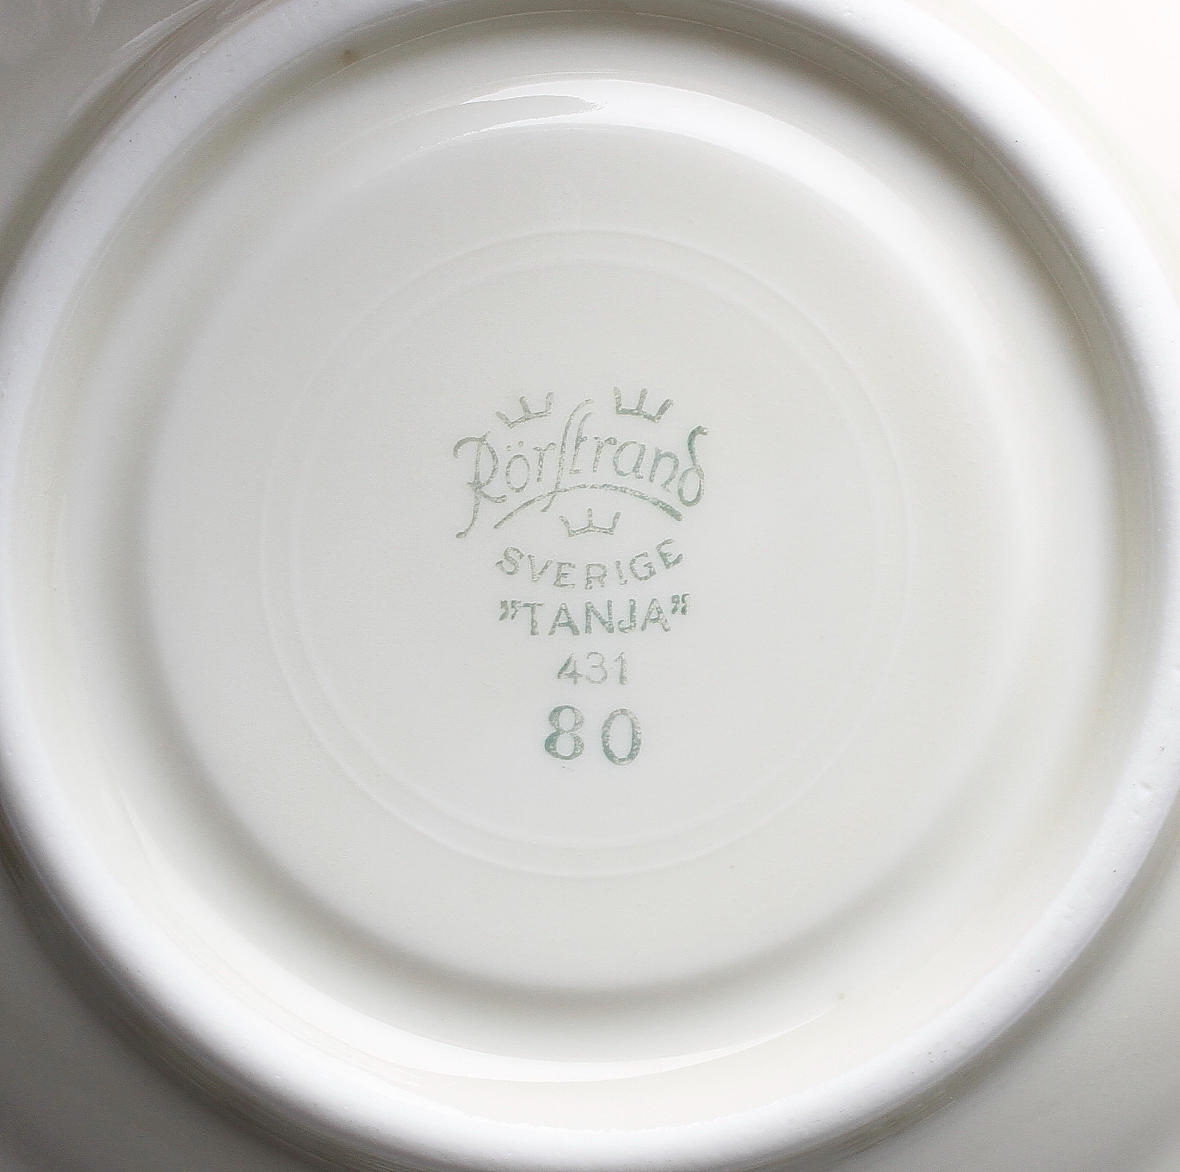 Rörstrand
SVERIGE
"TANJA"
431
80